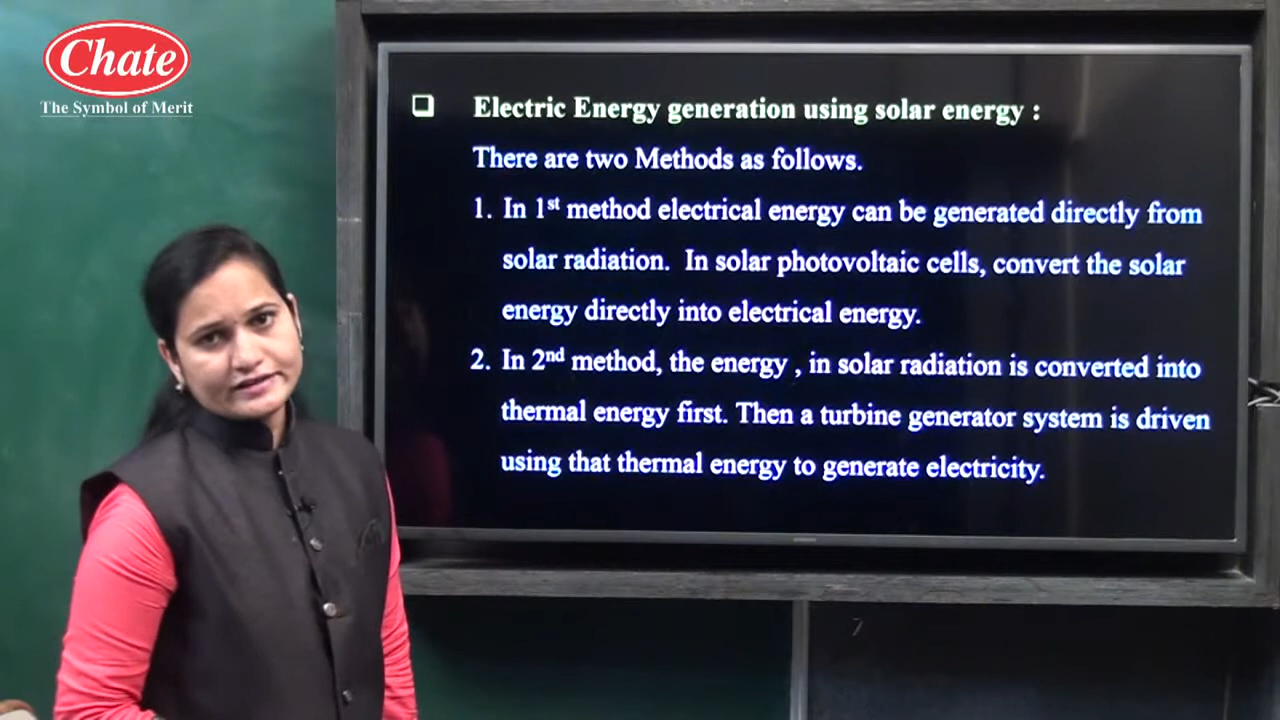 Chate
The Symbol of Merit
❑ Electric Energy generation using solar energy :
There are two Methods as follows.
1. In 1st method electrical energy can be generated directly from
solar radiation. In solar photovoltaic cells, convert the solar
energy directly into electrical energy.
2. In 2nd method, the energy , in solar radiation is converted into
thermal energy first. Then a turbine generator system is driven
using that thermal energy to generate electricity.